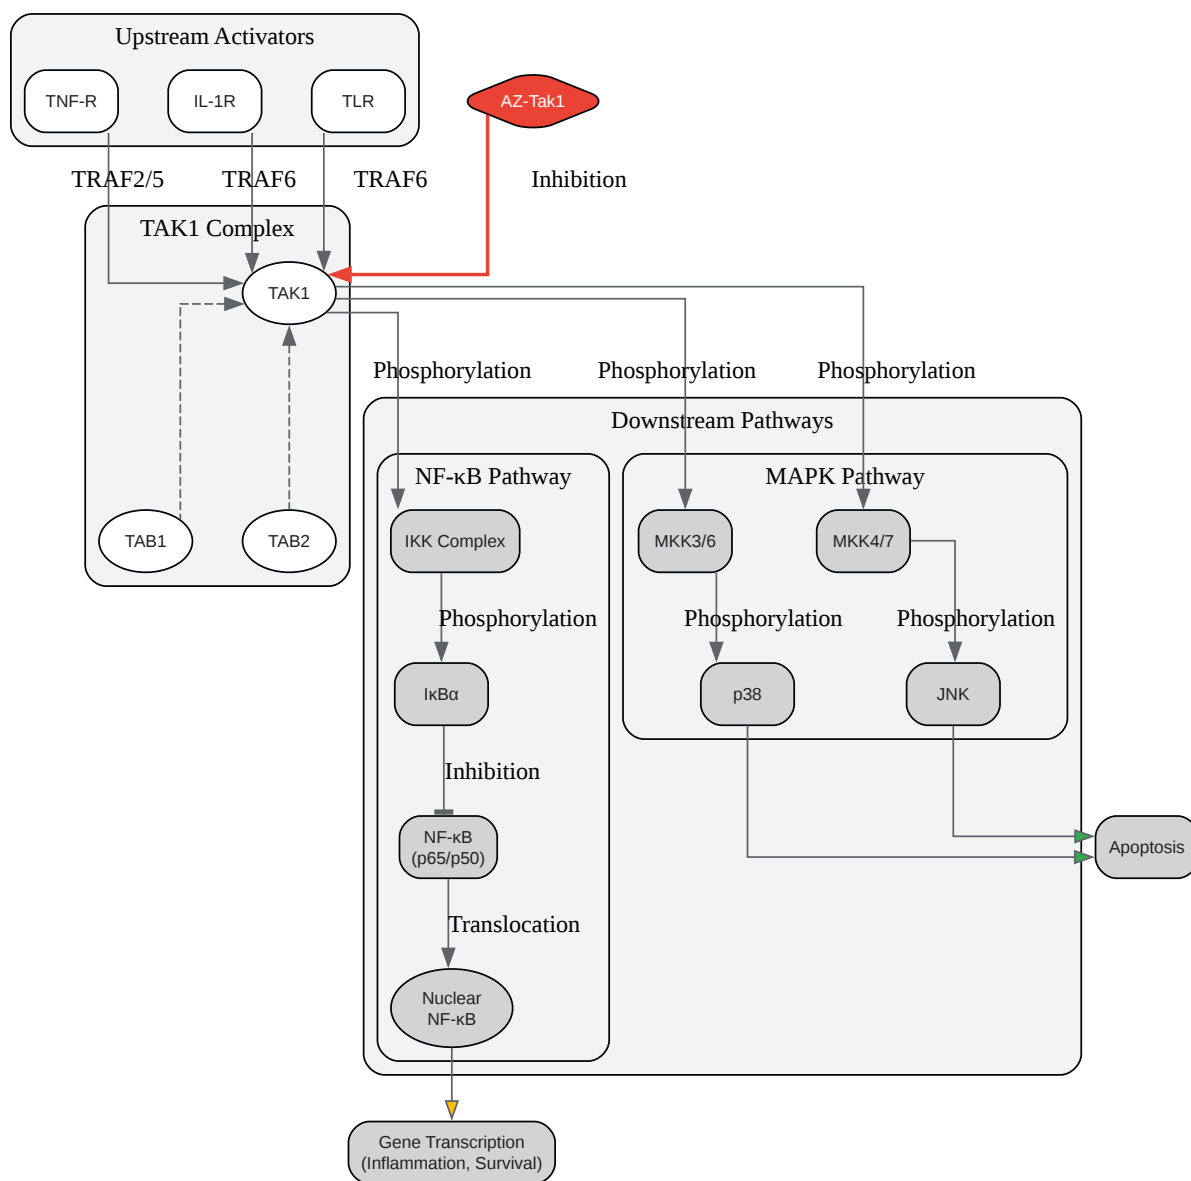 Upstream Activators
TNF-R
IL-1R
TLR
AZ-Tak1
TRAF2/5
TRAF6
TRAF6
Inhibition
TAK1 Complex
TAK1
Phosphorylation
Phosphorylation
Phosphorylation
Downstream Pathways
NF-κB Pathway
MAPK Pathway
TAB1
TAB2
IKK Complex
MKK3/6
MKK4/7
Phosphorylation
Phosphorylation
Phosphorylation
IκBα
p38
JNK
Inhibition
NF-κB
(p65/p50)
Apoptosis
Translocation
Nuclear
NF-κB
Gene Transcription
(Inflammation, Survival)